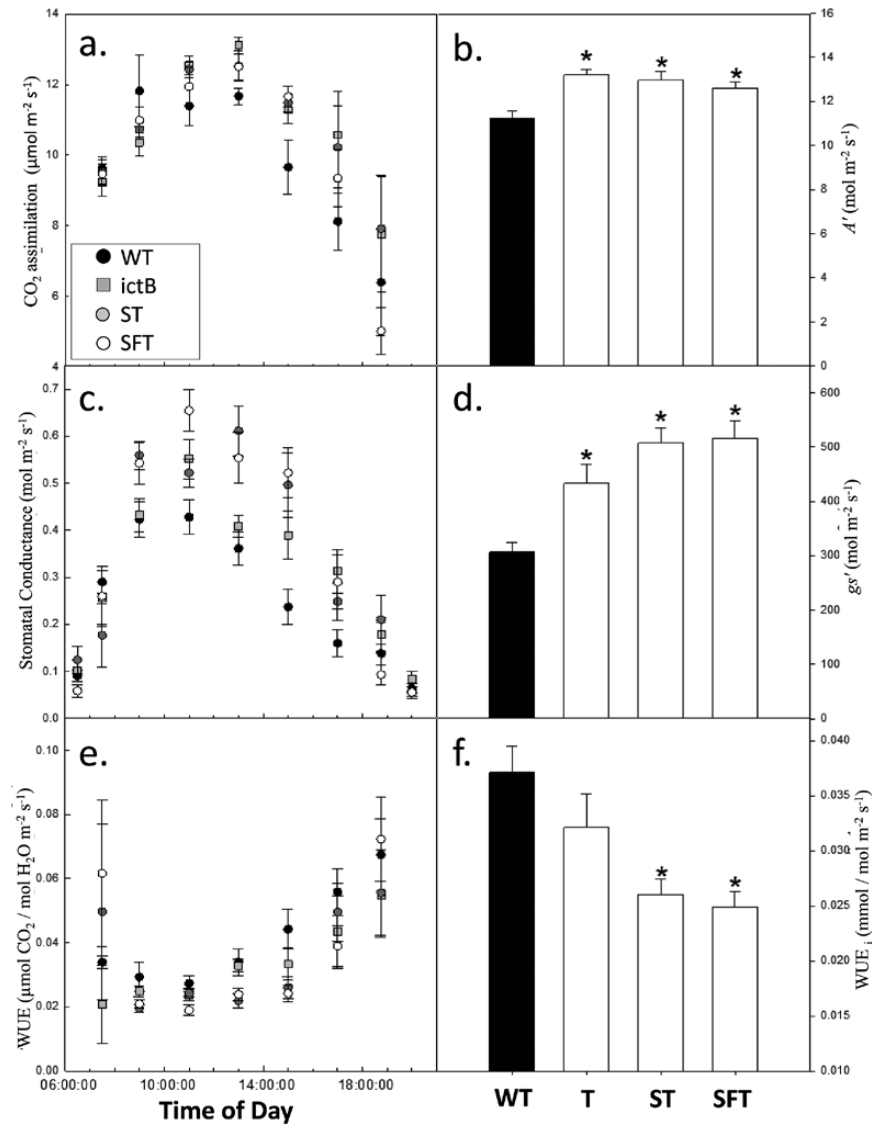 a.
14
12
10
8
6
4
CO2 assimilation (µmol m-2 s-1)
WT
ictB
ST
SFT
b.
*
*
*
16
14
12
10
8
6
4
2
0
A' (mol m-2 s-1)
c.
0.7
0.6
0.5
0.4
0.3
0.2
0.1
0.0
Stomatal Conductance (mol m-2 s-1)
d.
*
*
*
600
500
400
300
200
100
0
gs' (mol m-2 s-1)
e.
0.10
0.08
0.06
0.04
0.02
0.00
WUE (µmol CO2 / mol H2O m-2 s-1)
06:00:00
10:00:00
14:00:00
18:00:00
Time of Day
f.
*
*
0.040
0.035
0.030
0.025
0.020
0.015
0.010
WUE i (mmol / mol m-2 s-1)
WT
T
ST
SFT